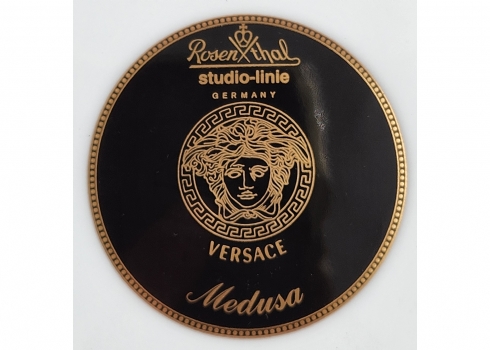 Rosenthal
studio-linie
GERMANY
VERSACE
Medusa